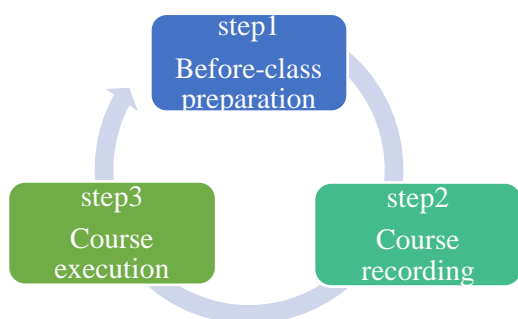 step1
Before-class
preparation
step2
Course
recording
step3
Course
execution